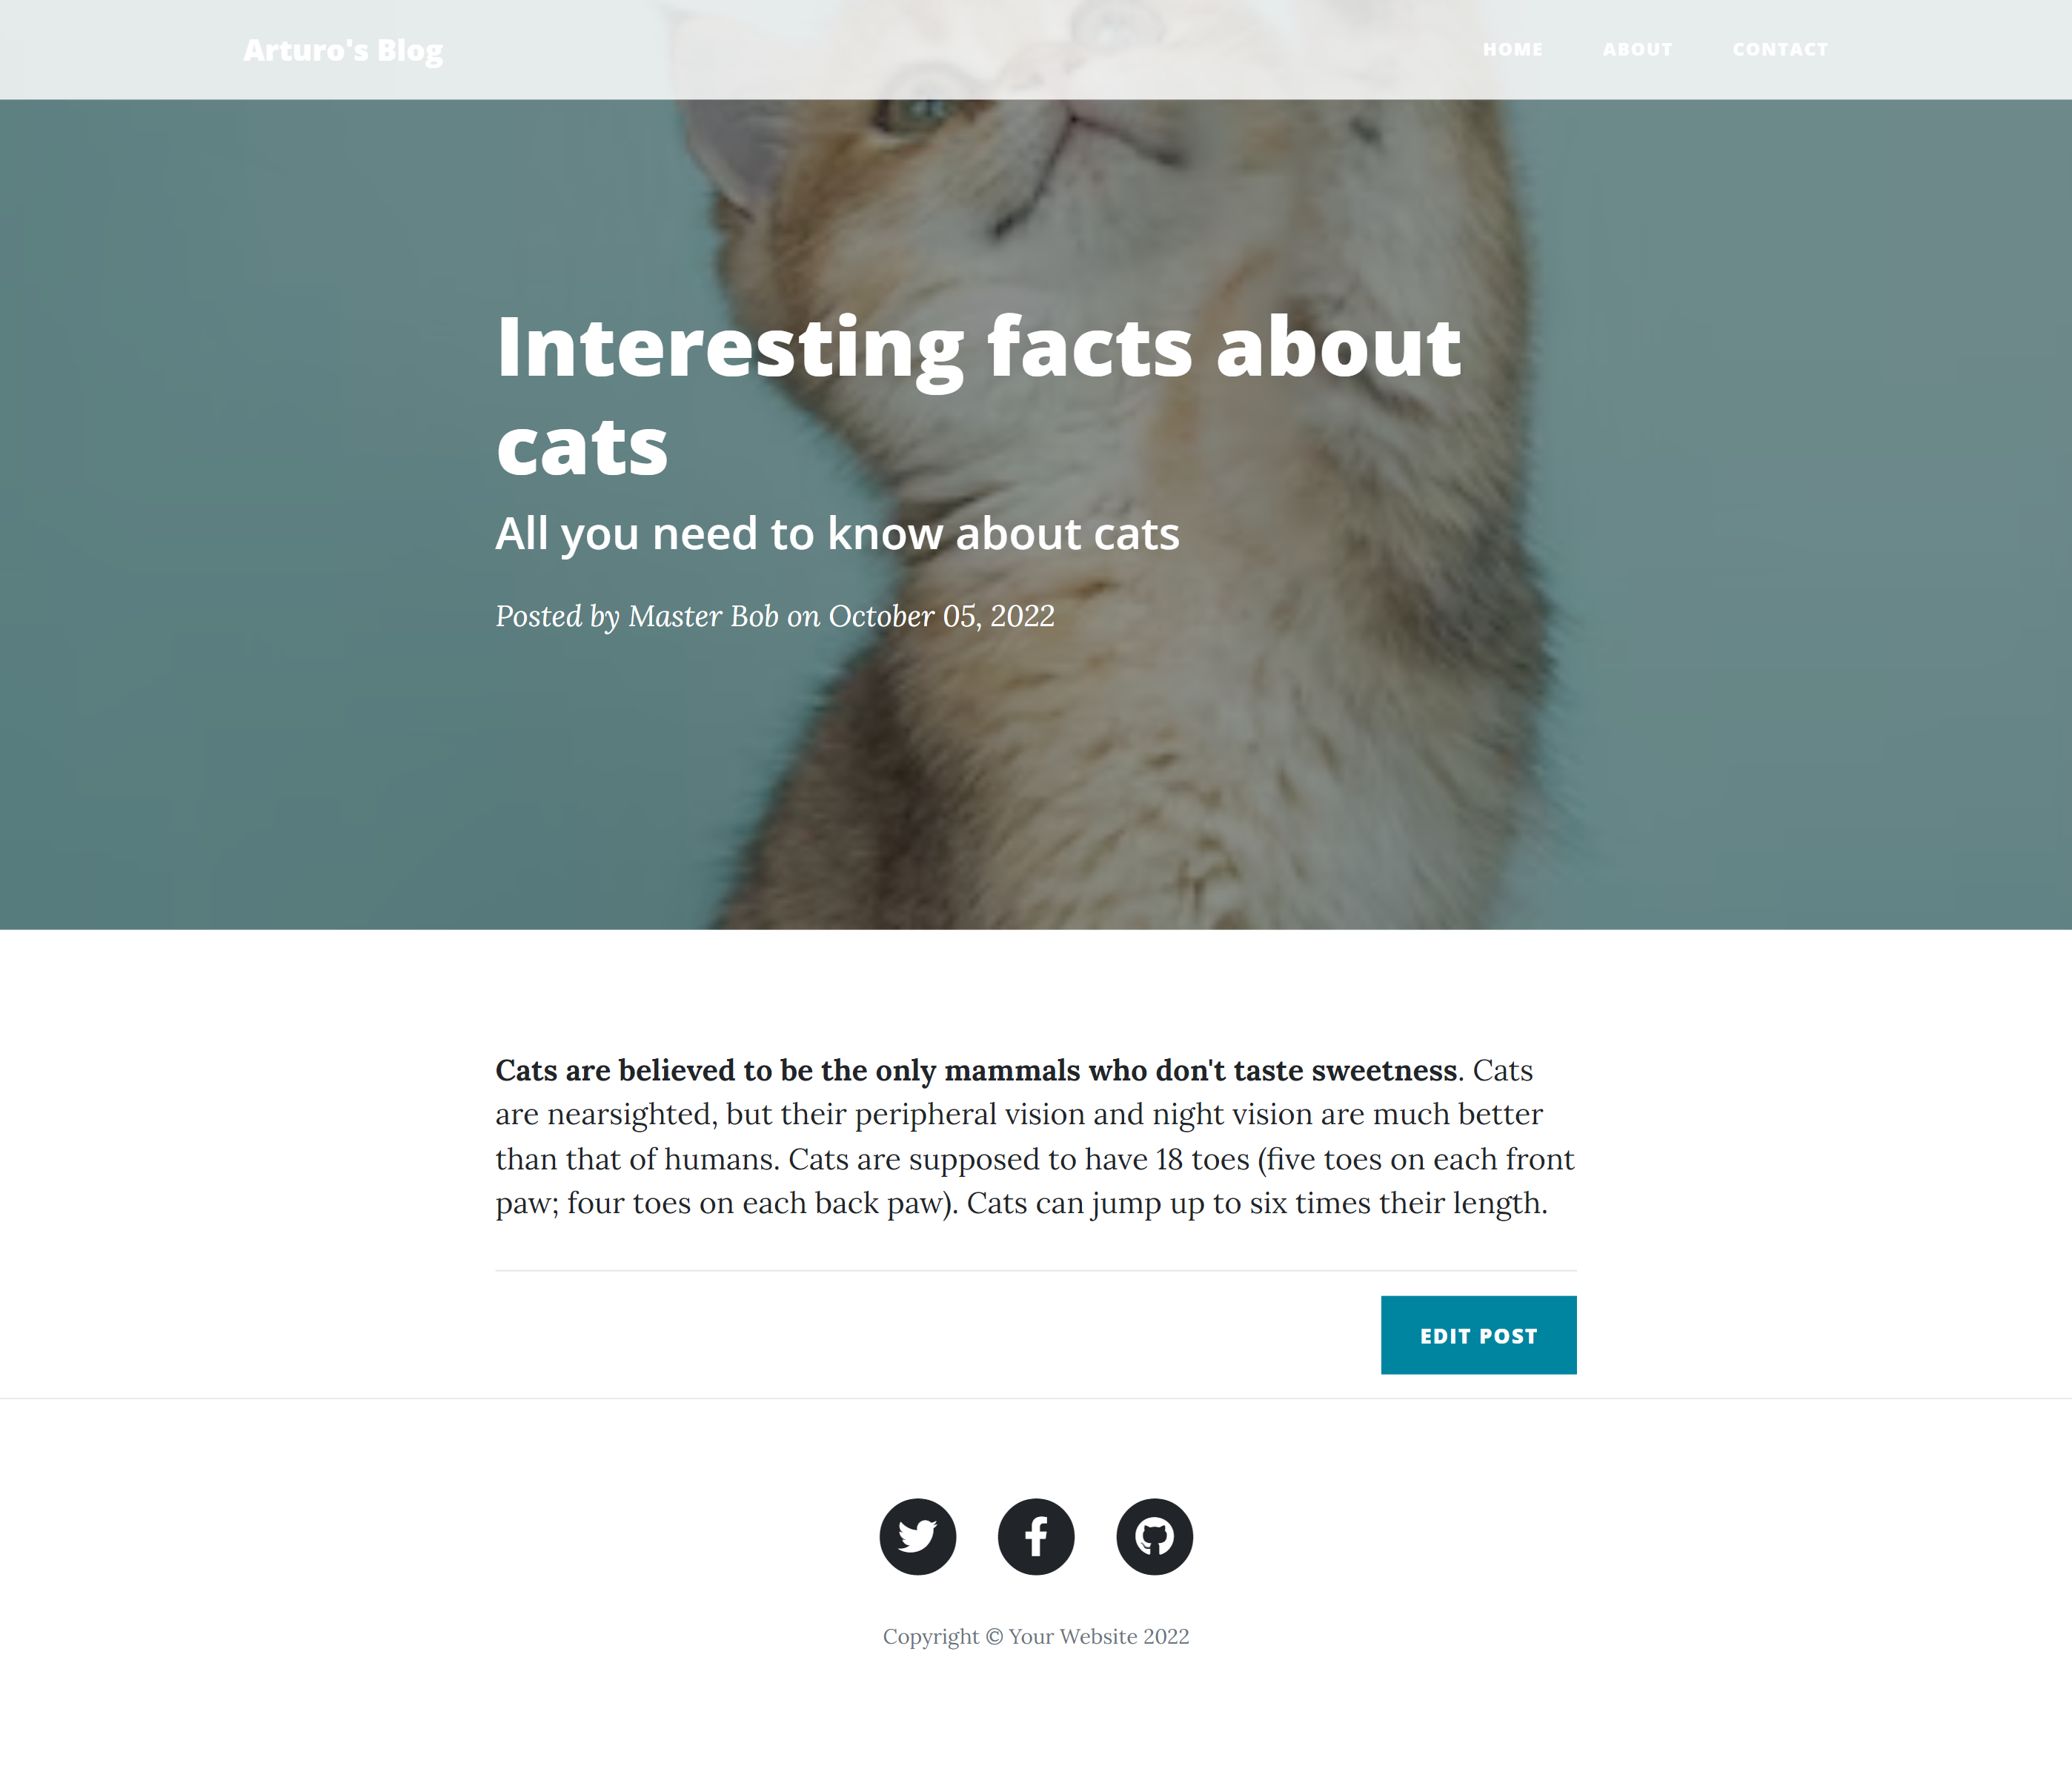 Arturo's Blog
HOME ABOUT CONTACT
Interesting facts about
cats
All you need to know about cats
Posted by Master Bob on October 05, 2022
Cats are believed to be the only mammals who don't taste sweetness. Cats
are nearsighted, but their peripheral vision and night vision are much better
than that of humans. Cats are supposed to have 18 toes (five toes on each front
paw; four toes on each back paw). Cats can jump up to six times their length.
EDIT POST
Copyright © Your Website 2022